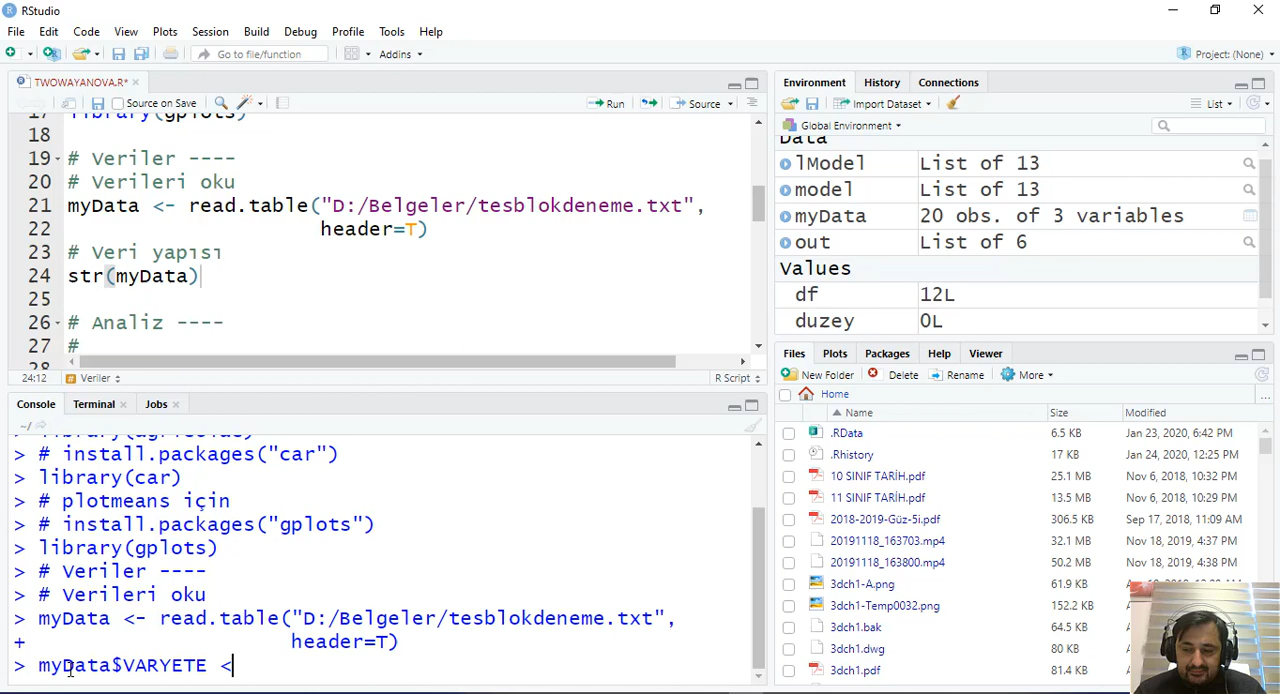 RStudio
File Edit Code View Plots Session Build Debug Profile Tools Help
Go to file/function Addins Project: (None)
TWOWAYANOVA.R*
Source on Save Run Source
17 library(gplots)
18
19 # Veriler ----
20 # Verileri oku
21 myData <- read.table("D:/Belgeler/tesblokdeneme.txt",
22 header=T)
23 # Veri yapısı
24 str(myData)
25
26 # Analiz ----
27 #
28
24:12 # Veriler R Script
Console Terminal Jobs
~/
> library(agricolae)
> # install.packages("car")
> library(car)
> # plotmeans için
> # install.packages("gplots")
> library(gplots)
> # Veriler ----
> # Verileri oku
> myData <- read.table("D:/Belgeler/tesblokdeneme.txt",
+ header=T)
> myData$VARYETE <
Environment History Connections
Import Dataset List
Global Environment
Data
lModel List of 13
model List of 13
myData 20 obs. of 3 variables
out List of 6
Values
df 12L
duzey 0L
Files Plots Packages Help Viewer
New Folder Delete Rename More
Home ...
Name Size Modified
.RData 6.5 KB Jan 23, 2020, 6:42 PM
.Rhistory 17 KB Jan 24, 2020, 12:25 PM
10 SINIF TARİH.pdf 25.1 MB Nov 6, 2018, 10:32 PM
11 SINIF TARİH.pdf 13.5 MB Nov 6, 2018, 10:29 PM
2018-2019-Güz-5i.pdf 306.5 KB Sep 17, 2018, 11:09 AM
20191118_163703.mp4 32.1 MB Nov 18, 2019, 4:37 PM
20191118_163800.mp4 50.2 MB Nov 18, 2019, 4:38 PM
3dch1-A.png 61.9 KB
3dch1-Temp0032.png 152.2 KB
3dch1.bak 64.5 KB
3dch1.dwg 80 KB
3dch1.pdf 81.4 KB